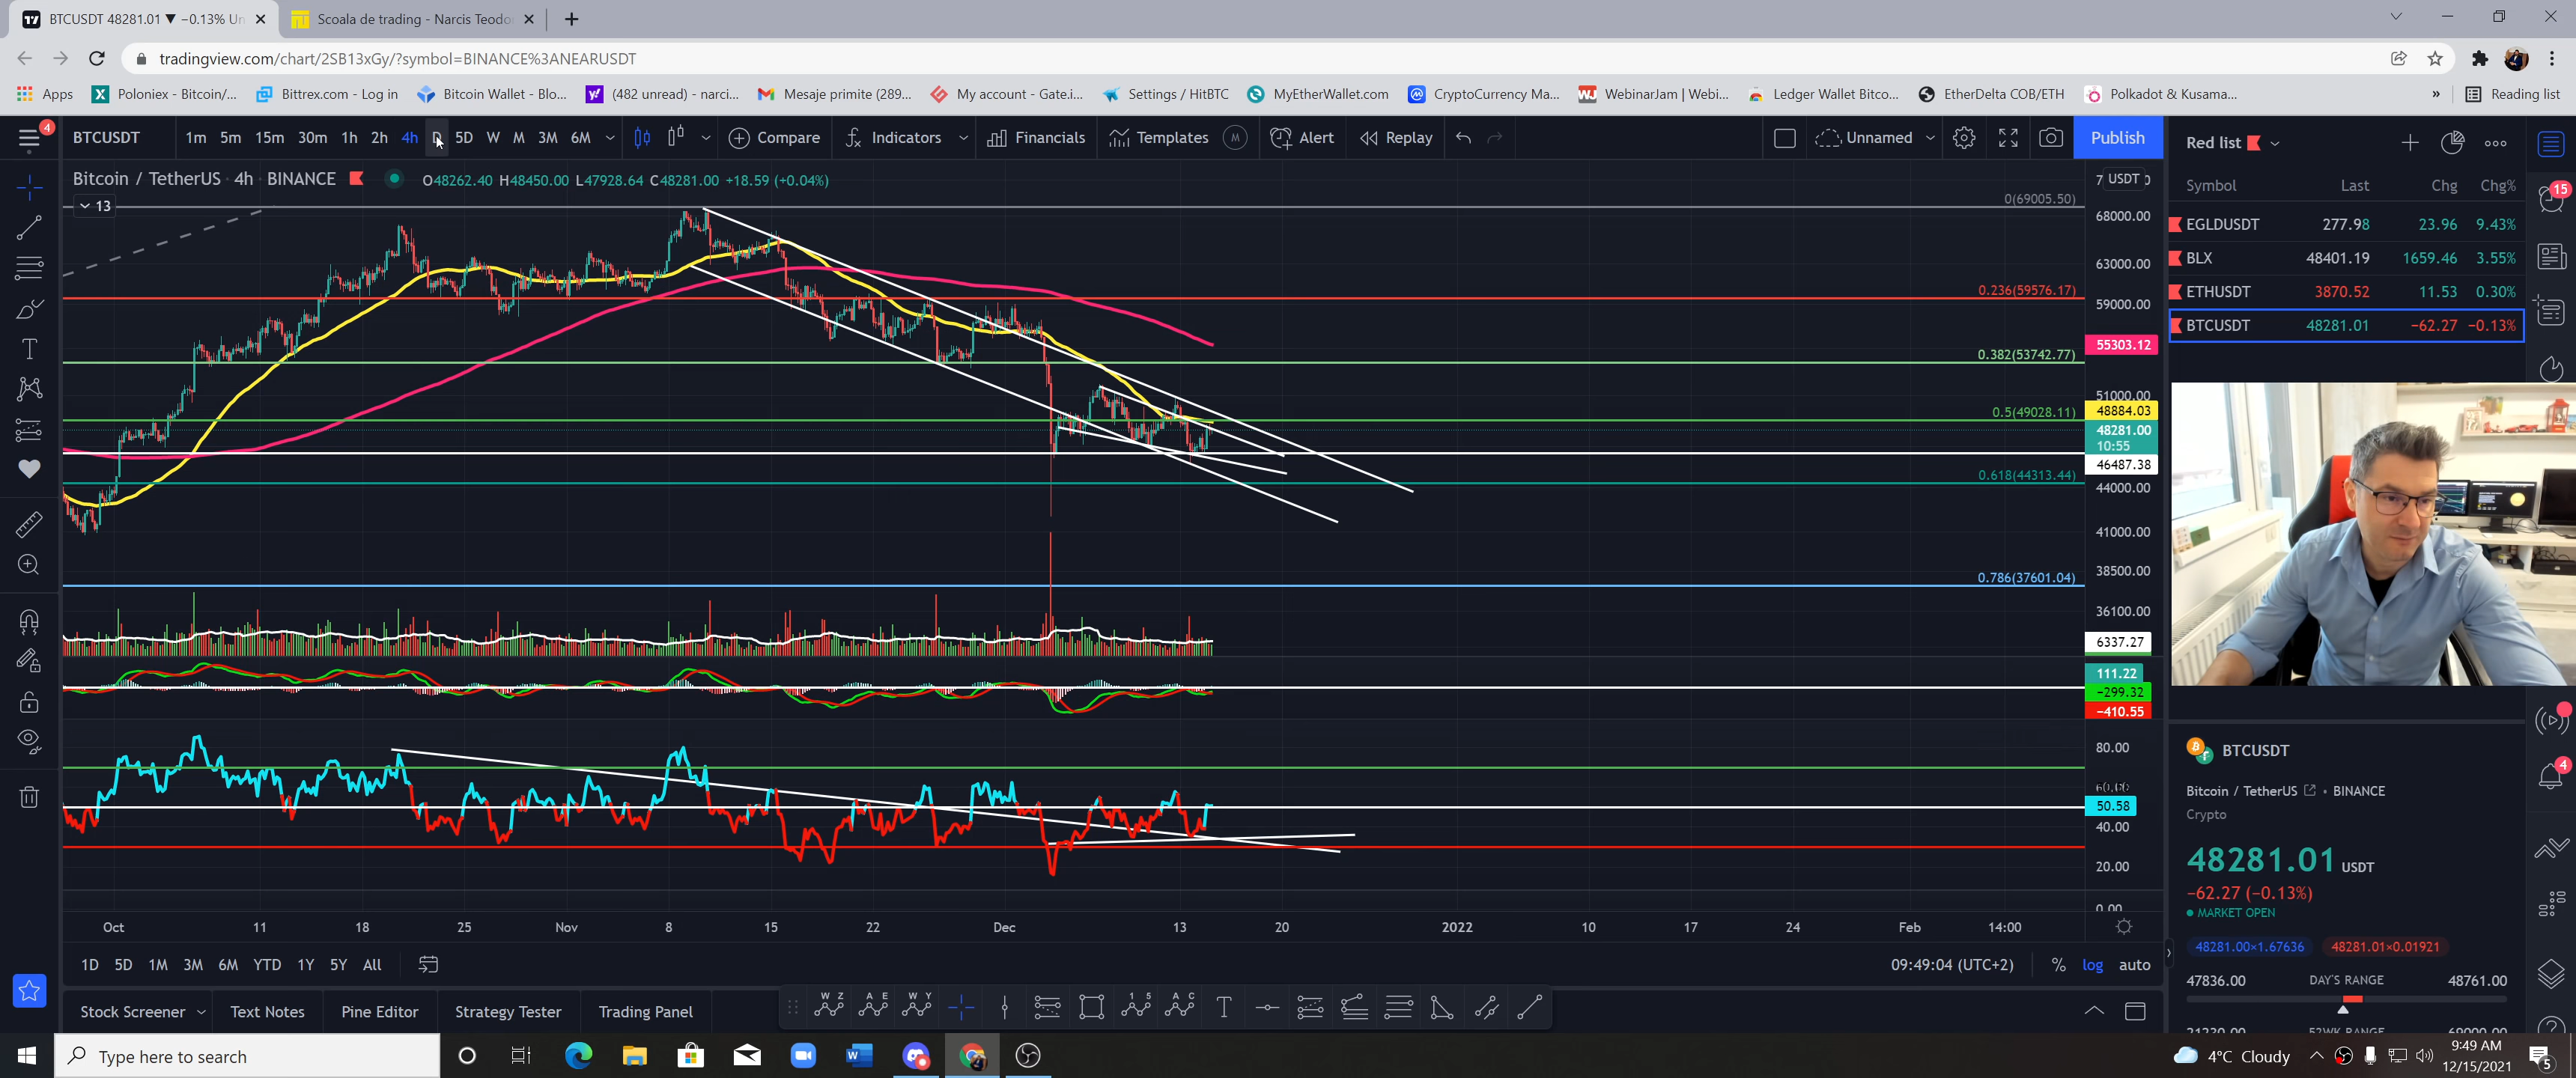 BTCUSDT 48281.01 ▼ −0.13% Un
Scoala de trading - Narcis Teodo
tradingview.com/chart/2SB13xGy/?symbol=BINANCE%3ANEARUSDT
Apps Poloniex - Bitcoin/... Bittrex.com - Log in Bitcoin Wallet - Blo... (482 unread) - narci... Mesaje primite (289... My account - Gate.i... Settings / HitBTC MyEtherWallet.com CryptoCurrency Ma... WebinarJam | Webi... Ledger Wallet Bitco... EtherDelta COB/ETH Polkadot & Kusama... » Reading list
4 BTCUSDT 1m 5m 15m 30m 1h 2h 4h D 5D W M 3M 6M Compare Indicators Financials Templates M Alert Replay Unnamed Publish
Red list
Bitcoin / TetherUS · 4h · BINANCE O48262.40 H48450.00 L47928.64 C48281.00 +18.59 (+0.04%)
13
USDT
Symbol Last Chg Chg%
EGLDUSDT 277.98 23.96 9.43%
BLX 48401.19 1659.46 3.55%
ETHUSDT 3870.52 11.53 0.30%
BTCUSDT 48281.01 −62.27 −0.13%
15
0(69005.50)
68000.00
63000.00
0.236(59576.17)
59000.00
55303.12
0.382(53742.77)
51000.00
0.5(49028.11)
48884.03
48281.00
10:55
46487.38
0.618(44313.44)
44000.00
41000.00
38500.00
0.786(37601.04)
36100.00
6337.27
111.22
−299.32
−410.55
80.00
50.58
40.00
20.00
0.00
Oct 11 18 25 Nov 8 15 22 Dec 13 20 2022 10 17 24 Feb 14:00
1D 5D 1M 3M 6M YTD 1Y 5Y All
09:49:04 (UTC+2) % log auto
Stock Screener Text Notes Pine Editor Strategy Tester Trading Panel
W Z A E W Y 1 5 A C T
BTCUSDT
Bitcoin / TetherUS • BINANCE
Crypto
48281.01 USDT
−62.27 (−0.13%)
MARKET OPEN
48281.00×1.67636 48281.01×0.01921
47836.00 DAY'S RANGE 48761.00
52WK RANGE 69000.00
4
Type here to search
4°C Cloudy
9:49 AM
12/15/2021
5